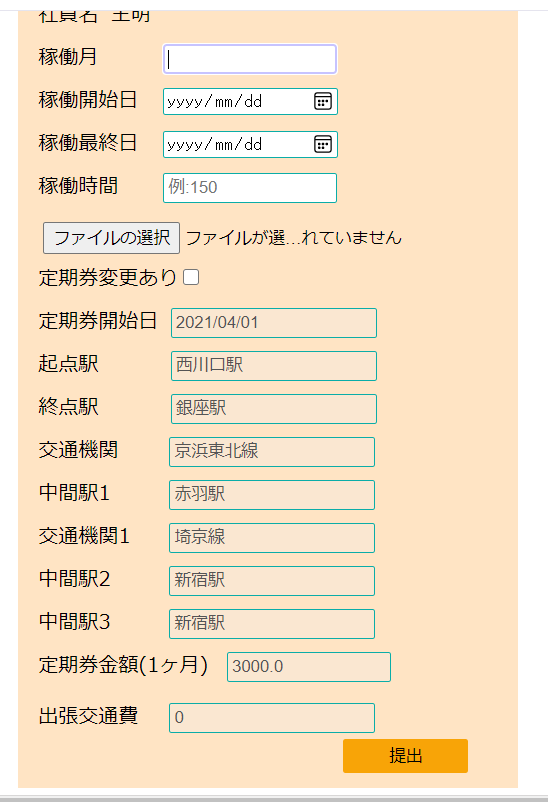 社員名 王明
稼働月
稼働開始日 yyyy/mm/dd
稼働最終日 yyyy/mm/dd
稼働時間 例:150
ファイルの選択 ファイルが選...れていません
定期券変更あり
定期券開始日 2021/04/01
起点駅 西川口駅
終点駅 銀座駅
交通機関 京浜東北線
中間駅1 赤羽駅
交通機関1 埼京線
中間駅2 新宿駅
中間駅3 新宿駅
定期券金額(1ヶ月) 3000.0
出張交通費 0
提出